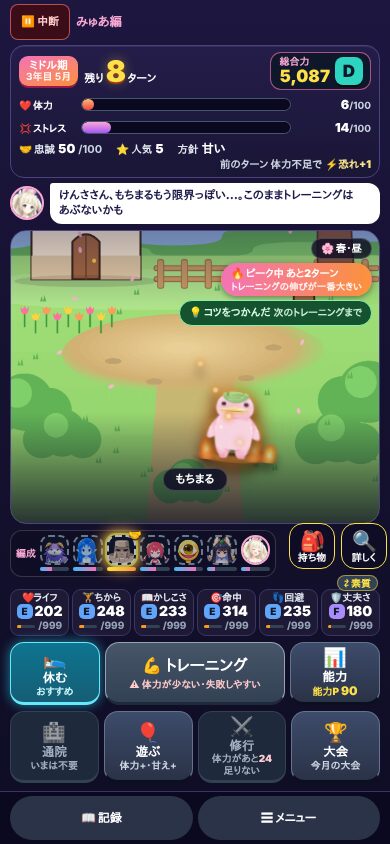 中断
みゅあ編
ミドル期
3年目 5月
残り8ターン
総合力
5,087 D
体力 6/100
ストレス 14/100
忠誠 50 /100 人気 5 方針 甘い
前のターン 体力不足で ⚡恐れ+1
けんささん、もちまるもう限界っぽい…。このままトレーニングは
あぶないかも
春・昼
ピーク中 あと2ターン
トレーニングの伸びが一番大きい
コツをつかんだ 次のトレーニングまで
もちまる
編成
持ち物
詳しく
素質
ライフ ちから かしこさ 命中 回避 丈夫さ
E 202 E 248 E 233 E 314 E 235 F 180
/999 /999 /999 /999 /999 /999
休む
おすすめ
トレーニング
⚠ 体力が少ない・失敗しやすい
能力
能力P 90
通院
いまは不要
遊ぶ
体力+・甘え+
修行
体力があと24
足りない
大会
今月の大会
記録
メニュー